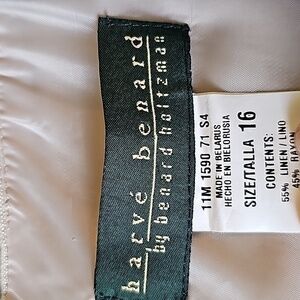 harvé benard
by benard holtzman
11M 1590 71 S4
MADE IN BELARUS
HECHO EN BIELORUSIA
SIZE/TALLA 16
CONTENTS:
55% LINEN / LINO
45% RAYON